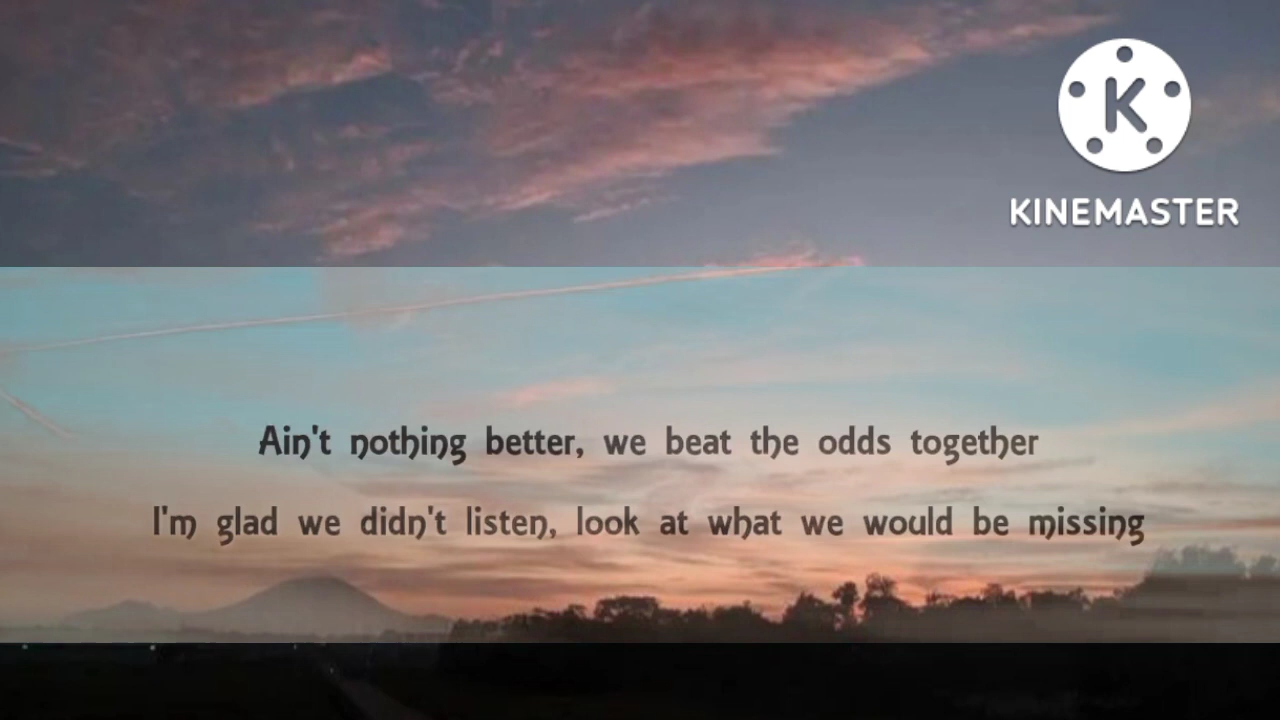 K
KINEMASTER
Ain't nothing better, we beat the odds together
I'm glad we didn't listen, look at what we would be missing